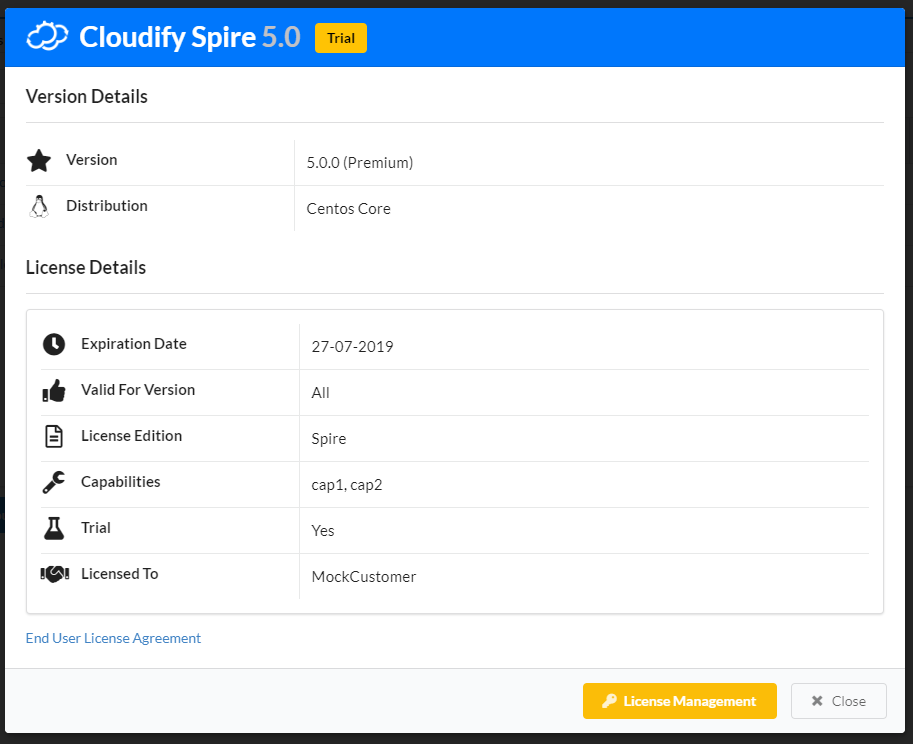 Cloudify Spire 5.0 Trial
Version Details
Version 5.0.0 (Premium)
Distribution Centos Core
License Details
Expiration Date 27-07-2019
Valid For Version All
License Edition Spire
Capabilities cap1, cap2
Trial Yes
Licensed To MockCustomer
End User License Agreement
License Management Close